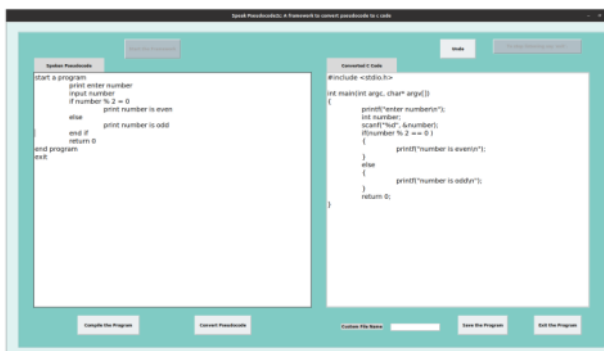 Speak Pseudocode2c: A framework to convert pseudocode to c code
Undo
Spoken Pseudocode
start a program
print enter number
input number
if number % 2 = 0
print number is even
else
print number is odd
end if
return 0
end program
exit
Converted C Code
#include <stdio.h>
int main(int argc, char* argv[])
{
printf("enter number\n");
int number;
scanf("%d", &number);
if(number % 2 == 0 )
{
printf("number is even\n");
}
else
{
printf("number is odd\n");
}
return 0;
}
Compile the Program
Convert Pseudocode
Custom File Name
Save the Program
Exit the Program